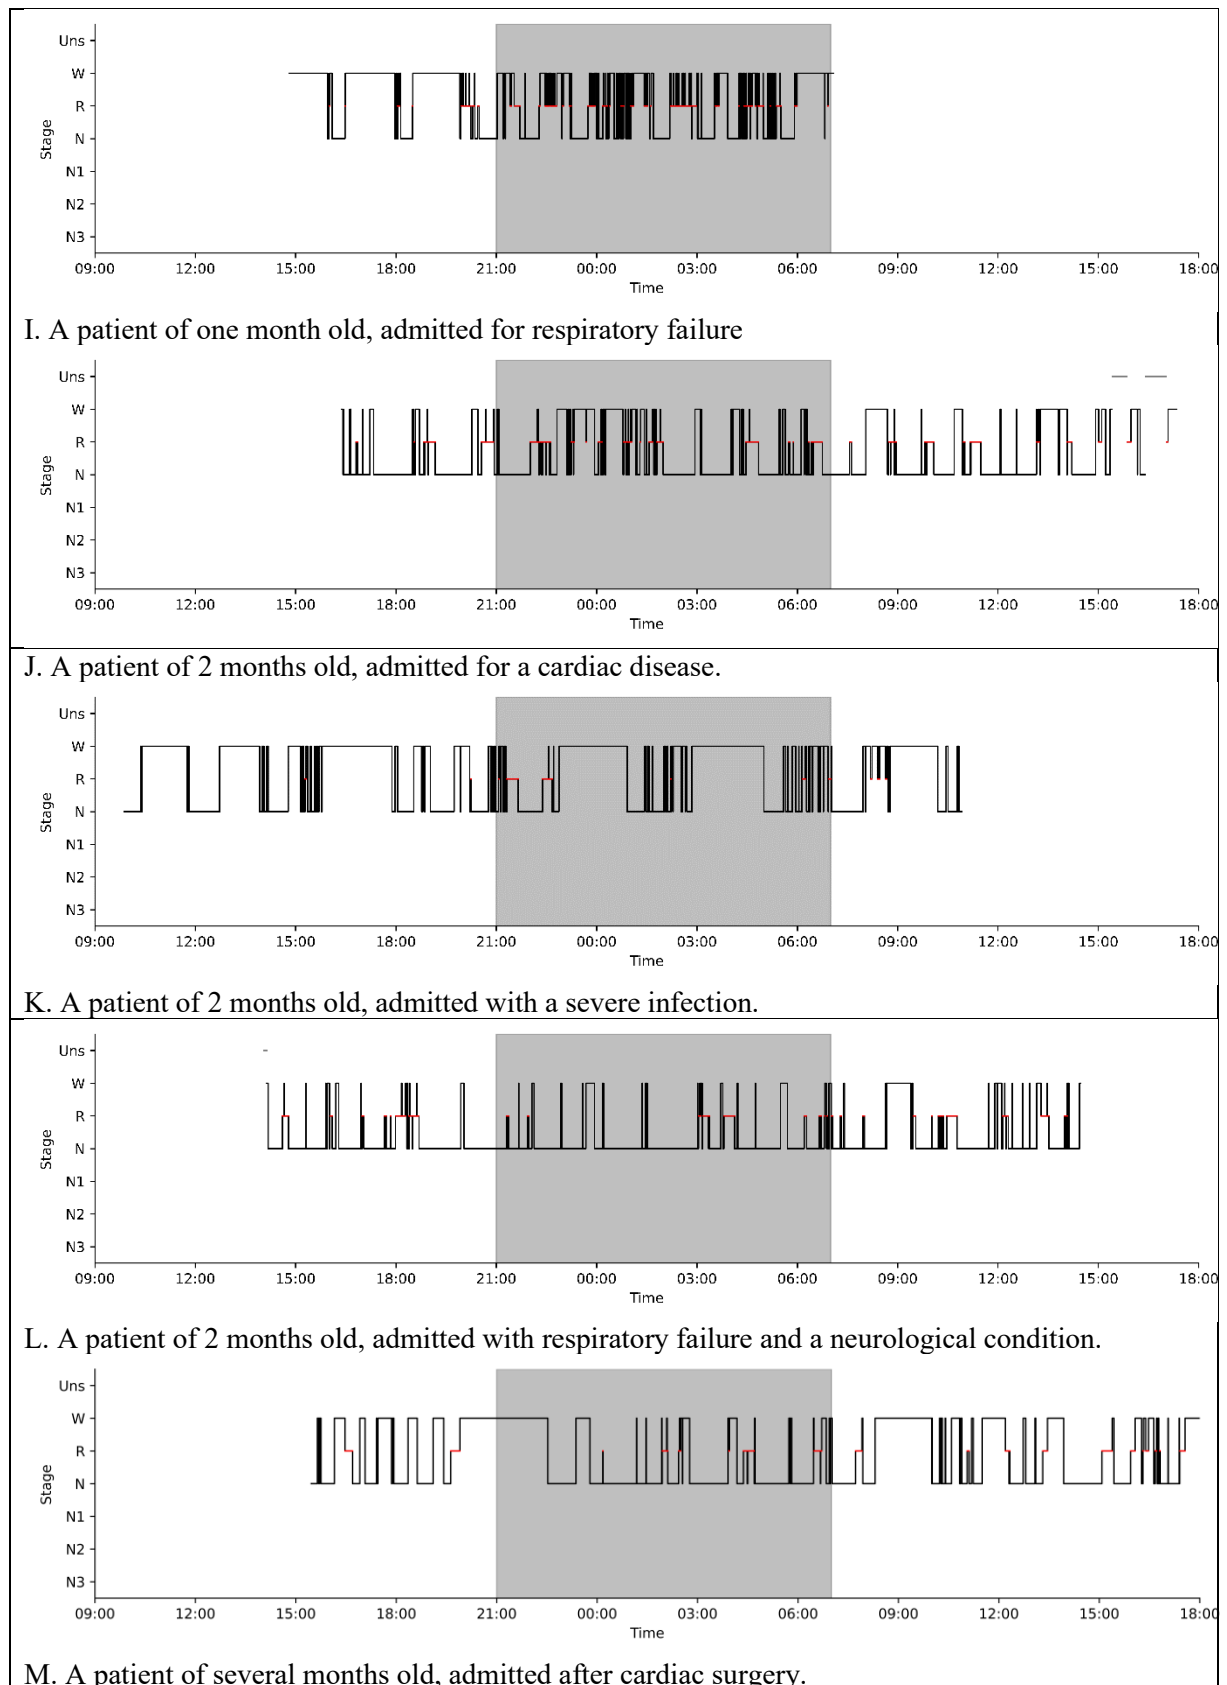 Uns
W
R
N
N1
N2
N3
Stage
09:00 12:00 15:00 18:00 21:00 00:00 03:00 06:00 09:00 12:00 15:00 18:00
Time
I. A patient of one month old, admitted for respiratory failure
Uns
W
R
N
N1
N2
N3
Stage
09:00 12:00 15:00 18:00 21:00 00:00 03:00 06:00 09:00 12:00 15:00 18:00
Time
J. A patient of 2 months old, admitted for a cardiac disease.
Uns
W
R
N
N1
N2
N3
Stage
09:00 12:00 15:00 18:00 21:00 00:00 03:00 06:00 09:00 12:00 15:00 18:00
Time
K. A patient of 2 months old, admitted with a severe infection.
Uns
W
R
N
N1
N2
N3
Stage
09:00 12:00 15:00 18:00 21:00 00:00 03:00 06:00 09:00 12:00 15:00 18:00
Time
L. A patient of 2 months old, admitted with respiratory failure and a neurological condition.
Uns
W
R
N
N1
N2
N3
Stage
09:00 12:00 15:00 18:00 21:00 00:00 03:00 06:00 09:00 12:00 15:00 18:00
Time
M. A patient of several months old, admitted after cardiac surgery.